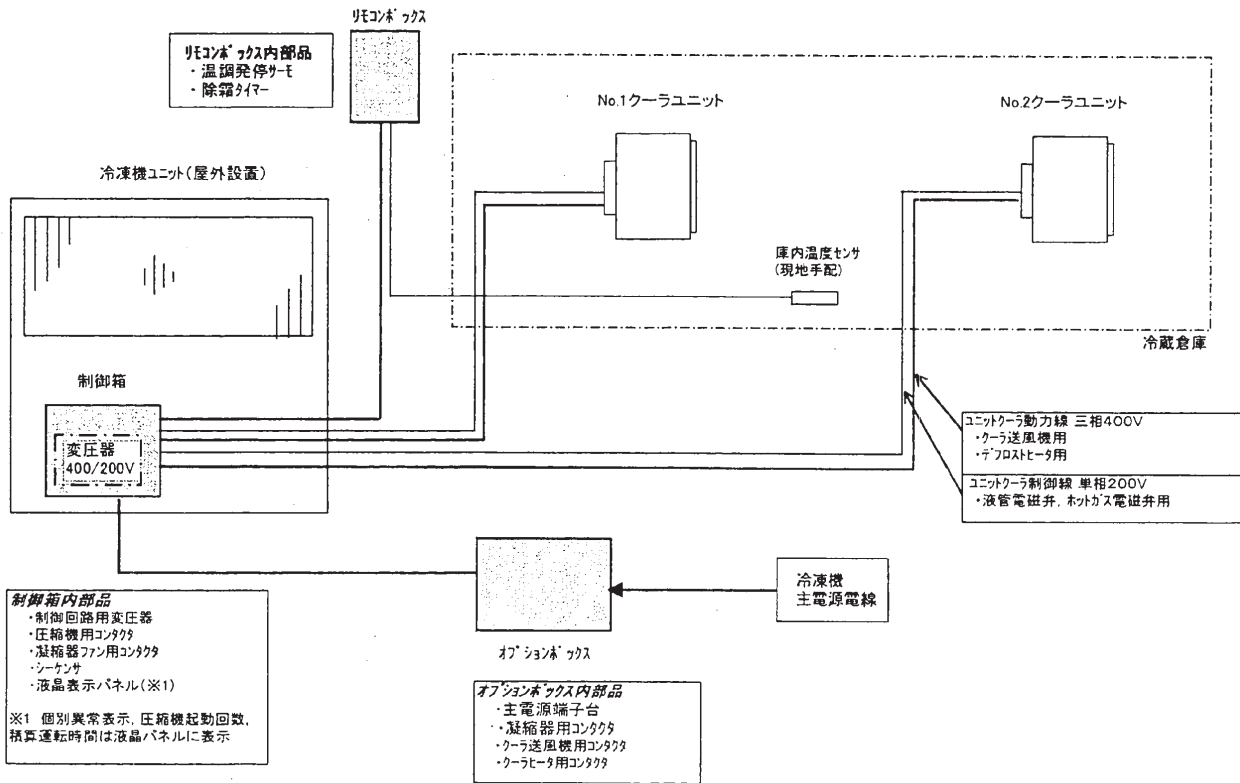 リモコンボックス
リモコンボックス内部品
・温調発停サーモ
・除霜タイマー
No.1クーラユニット
No.2クーラユニット
冷凍機ユニット(屋外設置)
庫内温度センサ
(現地手配)
冷蔵倉庫
制御箱
変圧器
400/200V
ユニットクーラ動力線 三相400V
・クーラ送風機用
・デフロストヒータ用
ユニットクーラ制御線 単相200V
・液管電磁弁, ホットガス電磁弁用
冷凍機
主電源電線
オプションボックス
制御箱内部品
・制御回路用変圧器
・圧縮機用コンタクタ
・凝縮器ファン用コンタクタ
・シーケンサ
・液晶表示パネル(※1)
※1 個別異常表示, 圧縮機起動回数,
積算運転時間は液晶パネルに表示
オプションボックス内部品
・主電源端子台
・凝縮器用コンタクタ
・クーラ送風機用コンタクタ
・クーラヒータ用コンタクタ